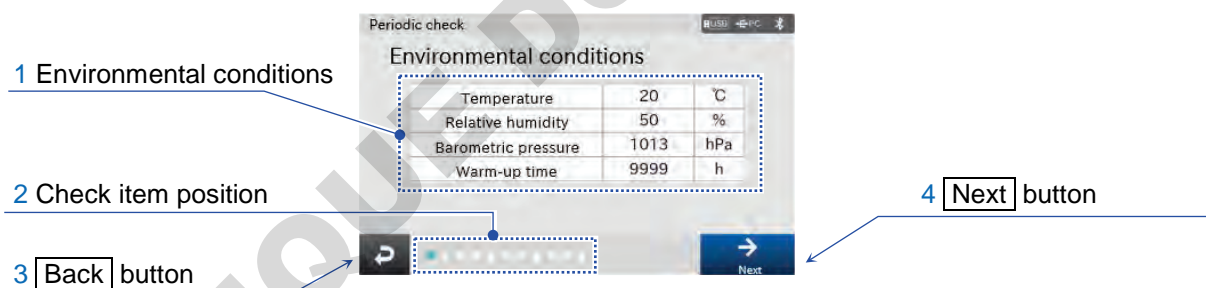 Periodic check
USB PC
Environmental conditions
1 Environmental conditions
Temperature 20 ℃
Relative humidity 50 %
Barometric pressure 1013 hPa
Warm-up time 9999 h
2 Check item position
4 Next button
Next
3 Back button